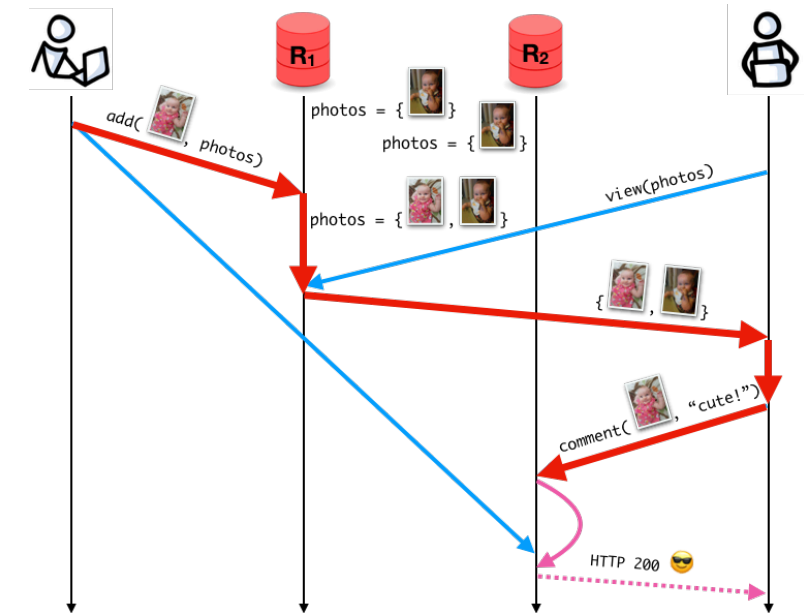 R1
R2
photos = { }
add( , photos)
photos = { }
view(photos)
photos = { , }
{ , }
comment( , “cute!”)
HTTP 200 😎